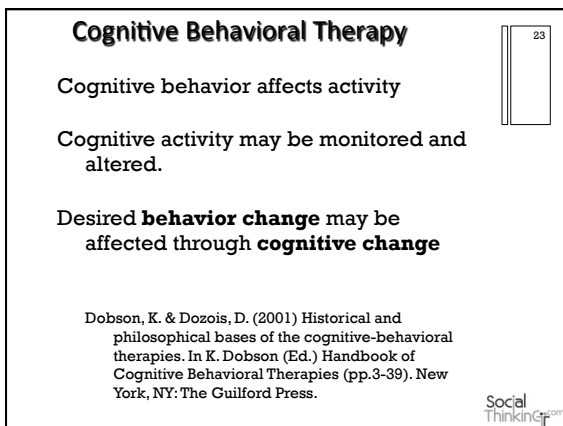 Cognitive Behavioral Therapy
23
Cognitive behavior affects activity
Cognitive activity may be monitored and
altered.
Desired behavior change may be
affected through cognitive change
Dobson, K. & Dozois, D. (2001) Historical and
philosophical bases of the cognitive-behavioral
therapies. In K. Dobson (Ed.) Handbook of
Cognitive Behavioral Therapies (pp.3-39). New
York, NY: The Guilford Press.
Social